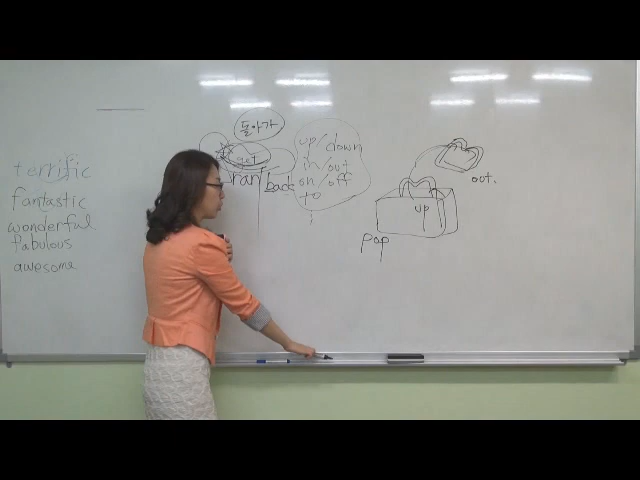 terrific
fantastic
wonderful
fabulous
awesome
돌아가
get
ran
back
up/down
in/out
on/off
to
up
out.
pop